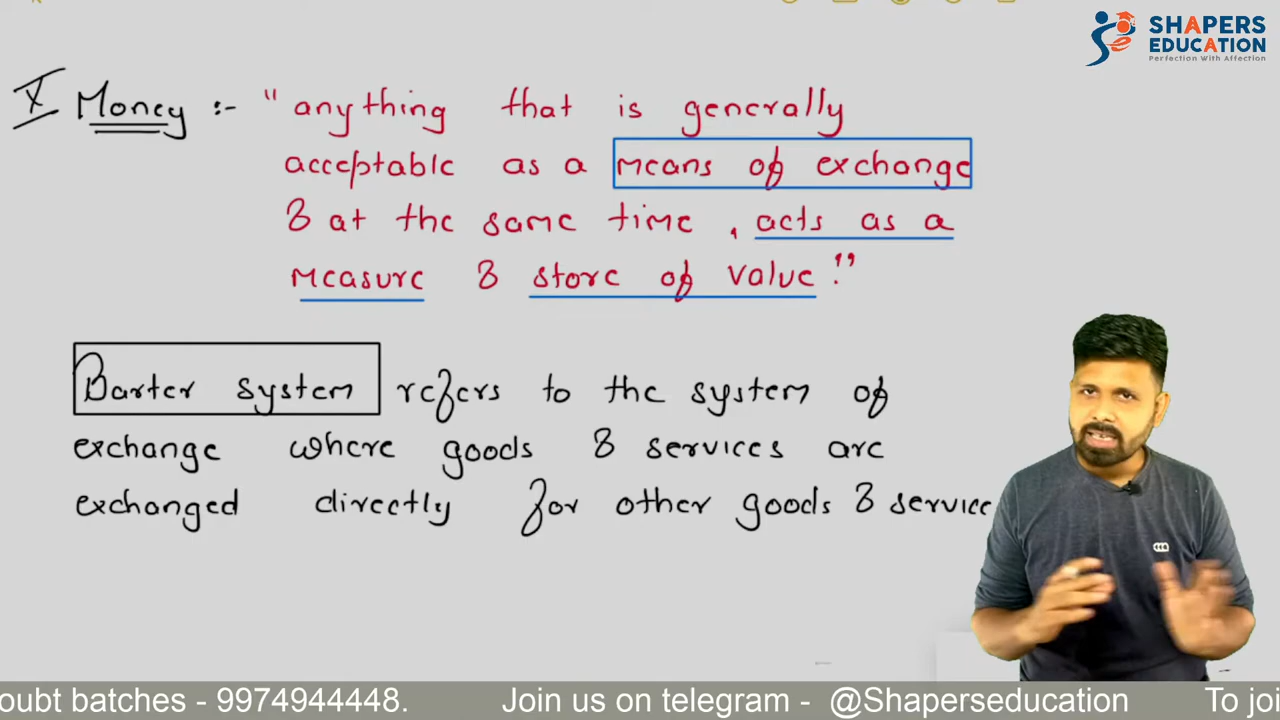 SHAPERS
EDUCATION
Perfection With Affection
X Money :- "anything that is generally
acceptable as a means of exchange
& at the same time, acts as a
measure & store of value."
Barter system refers to the system of
exchange where goods & services are
exchanged directly for other goods & service
oubt batches - 9974944448. Join us on telegram - @Shaperseducation To joi